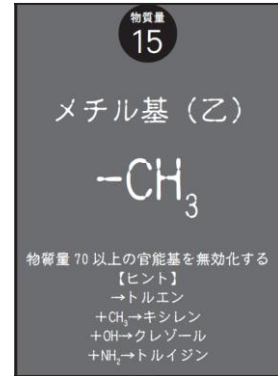 物質量
15
メチル基（乙）
-CH₃
物質量 70 以上の官能基を無効化する
【ヒント】
→トルエン
+CH₃→キシレン
+OH→クレゾール
+NH₂→トルイジン